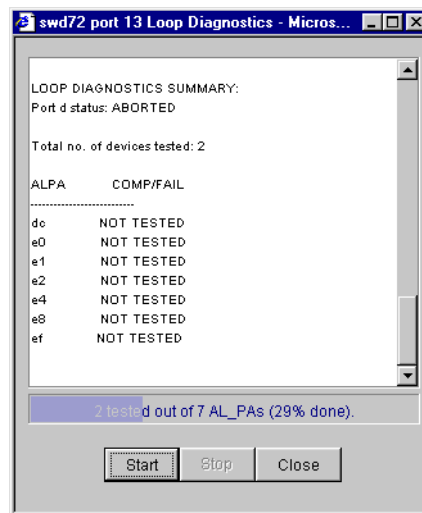 swd72 port 13 Loop Diagnostics - Micros...
LOOP DIAGNOSTICS SUMMARY:
Port d status: ABORTED
Total no. of devices tested: 2
ALPA COMP/FAIL
--------------------------
dc NOT TESTED
e0 NOT TESTED
e1 NOT TESTED
e2 NOT TESTED
e4 NOT TESTED
e8 NOT TESTED
ef NOT TESTED
2 tested out of 7 AL_PAs (29% done).
Start Stop Close